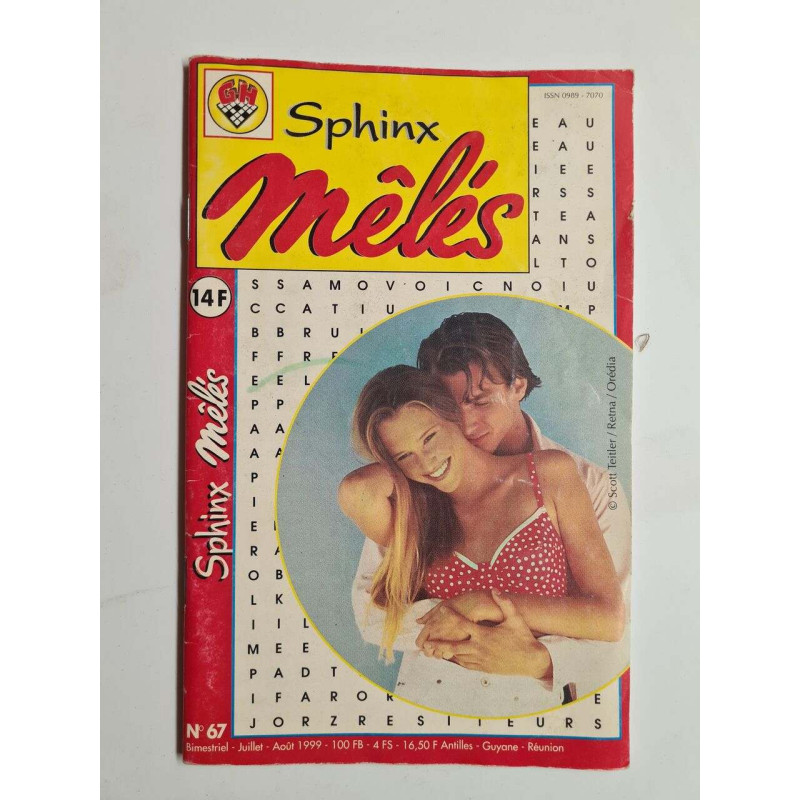 GH
ISSN 0989 - 7070
Sphinx
mêlés
E A U
E A U
I E E
R S S
T E A
A N S
L T O
14 F
S S A M O V O I C N O I U
C C A T I U M P
B B R U I
F F R E
E E L
P P
A A
A A
P
I
E
R A
O L
L B
I K
M E E
P E A D T
I F A R O R E
J O R Z R E S I T E U R S
Sphinx mêlés
© Scott Teitler / Retna / Orédia
N° 67
Bimestriel - Juillet - Août 1999 - 100 FB - 4 FS - 16,50 F Antilles - Guyane - Réunion